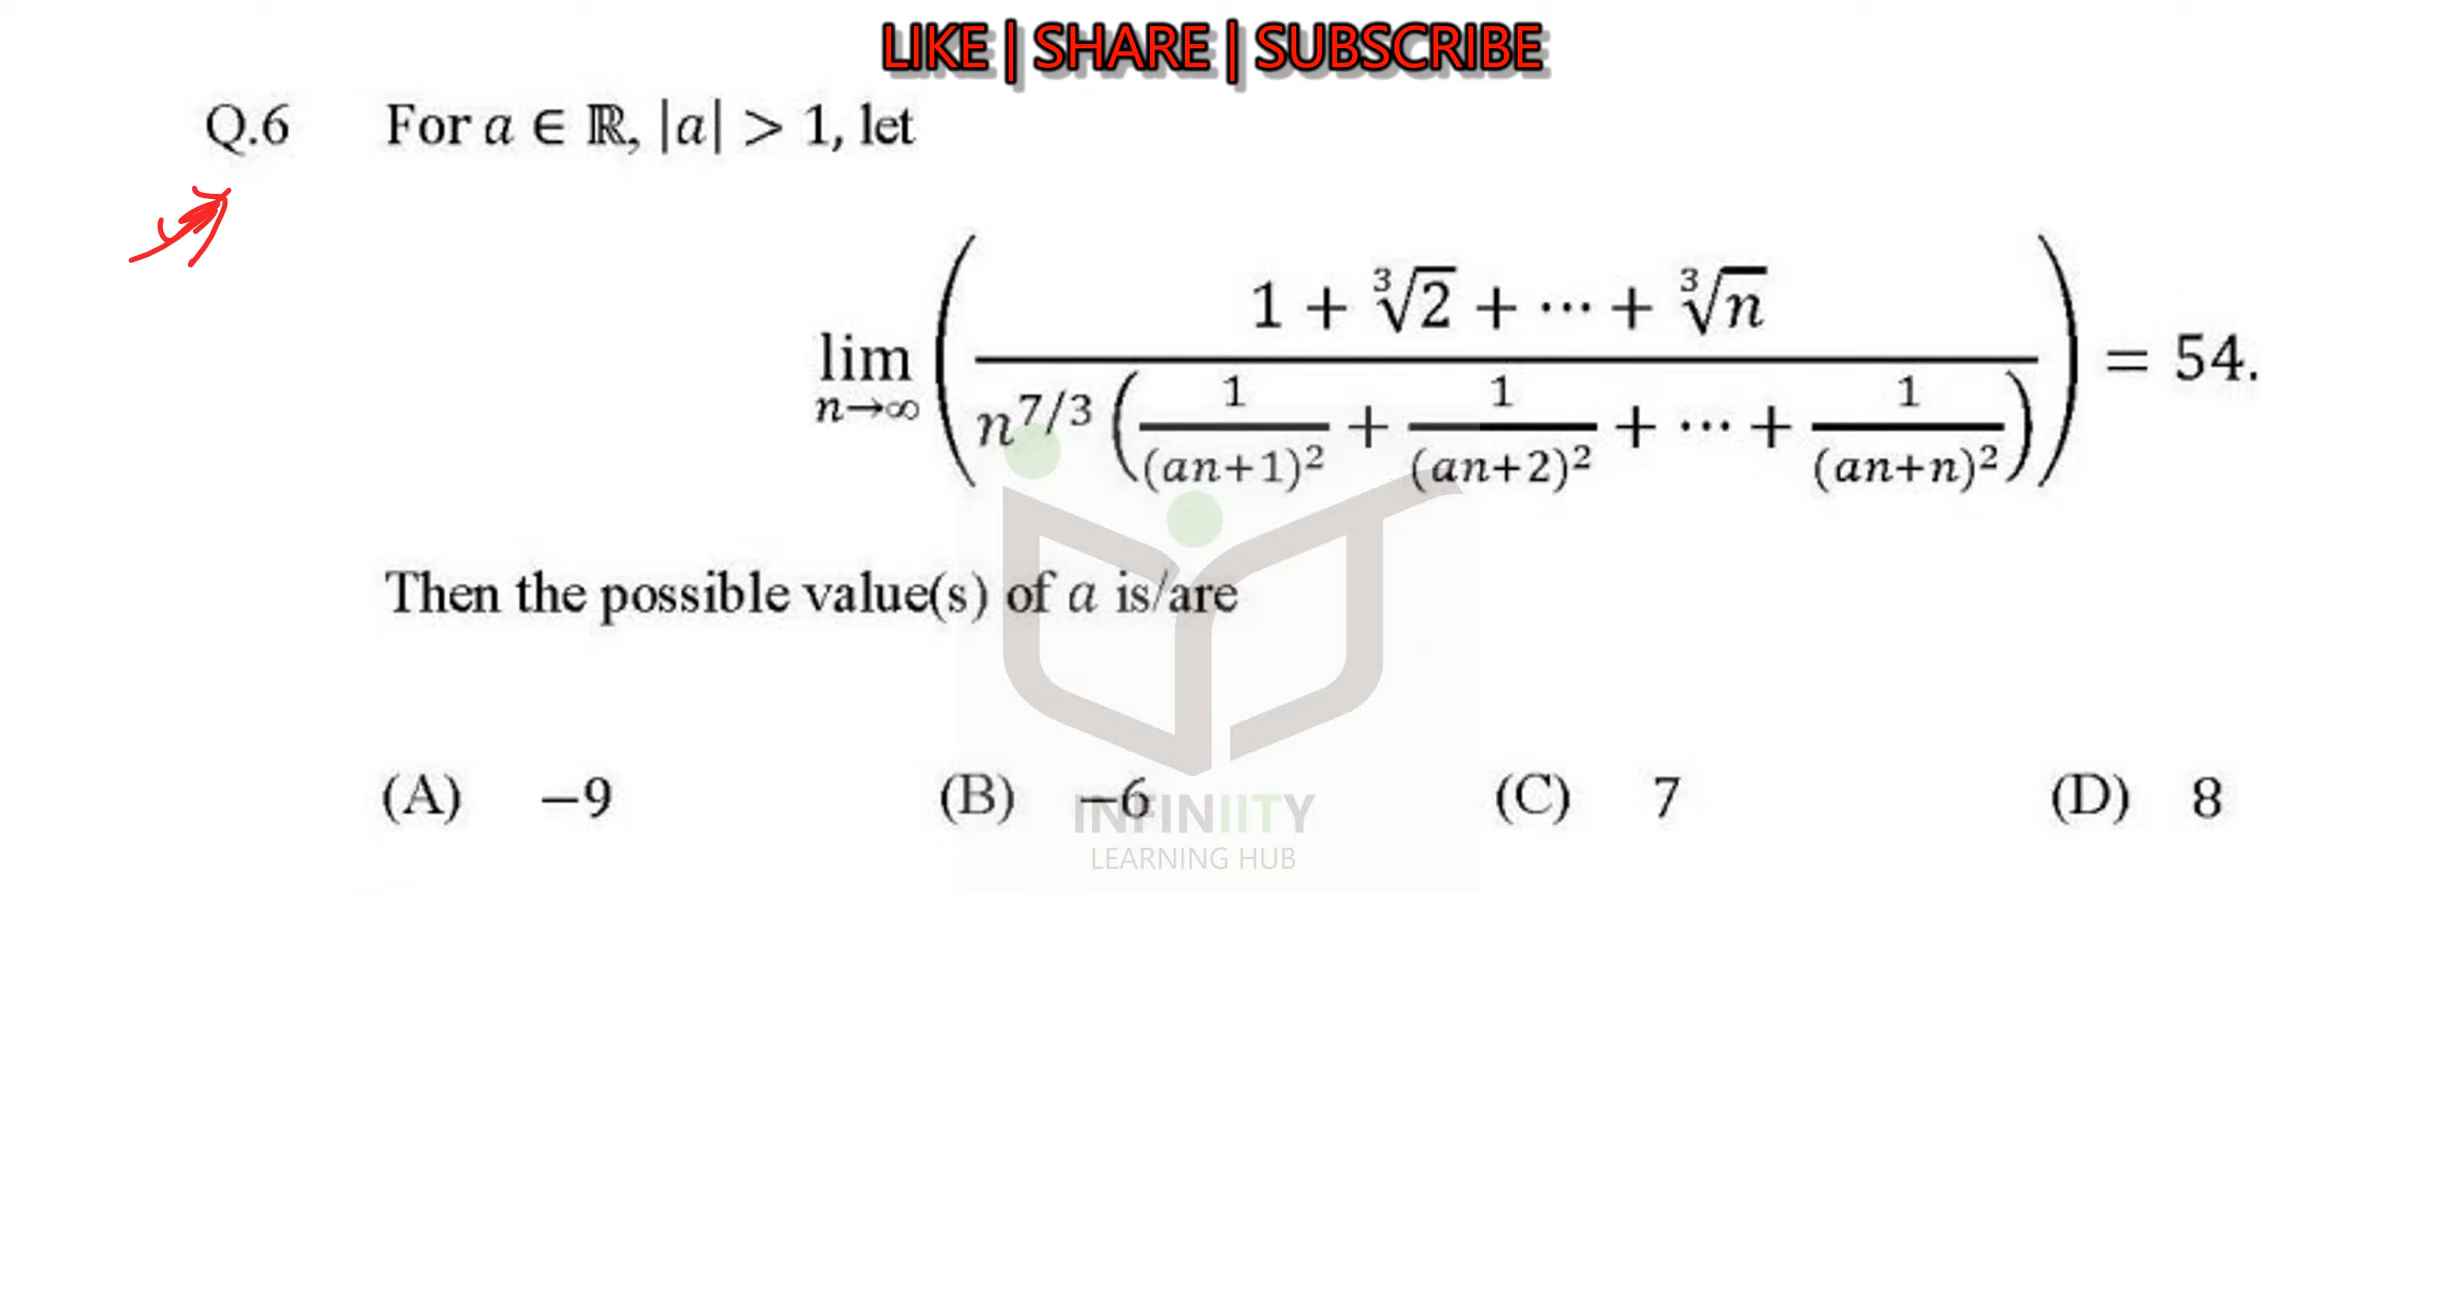 LIKE | SHARE | SUBSCRIBE
Q.6 For a ∈ ℝ, |a| > 1, let
lim n→∞ ( (1 + ∛2 + ⋯ + ∛n) / (n^{7/3} ( 1/(an+1)² + 1/(an+2)² + ⋯ + 1/(an+n)² )) ) = 54.
Then the possible value(s) of a is/are
(A) −9 (B) −6 (C) 7 (D) 8
INFINIITY
LEARNING HUB